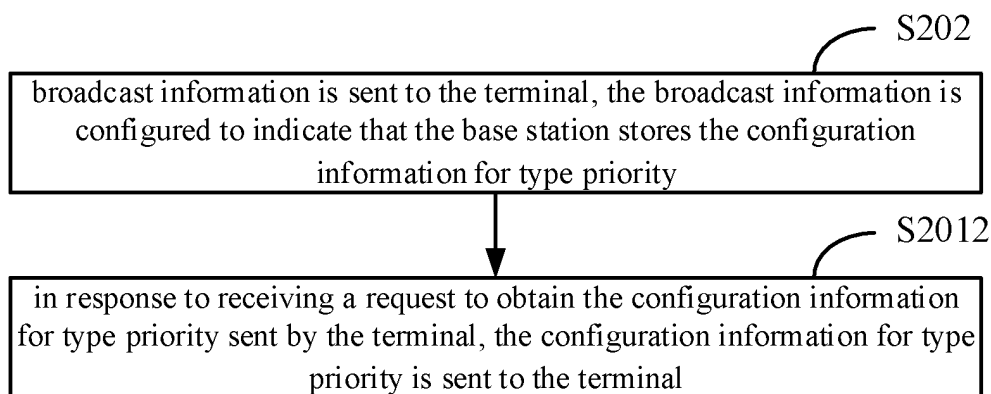 S202
broadcast information is sent to the terminal, the broadcast information is
configured to indicate that the base station stores the configuration
information for type priority
S2012
in response to receiving a request to obtain the configuration information
for type priority sent by the terminal, the configuration information for type
priority is sent to the terminal